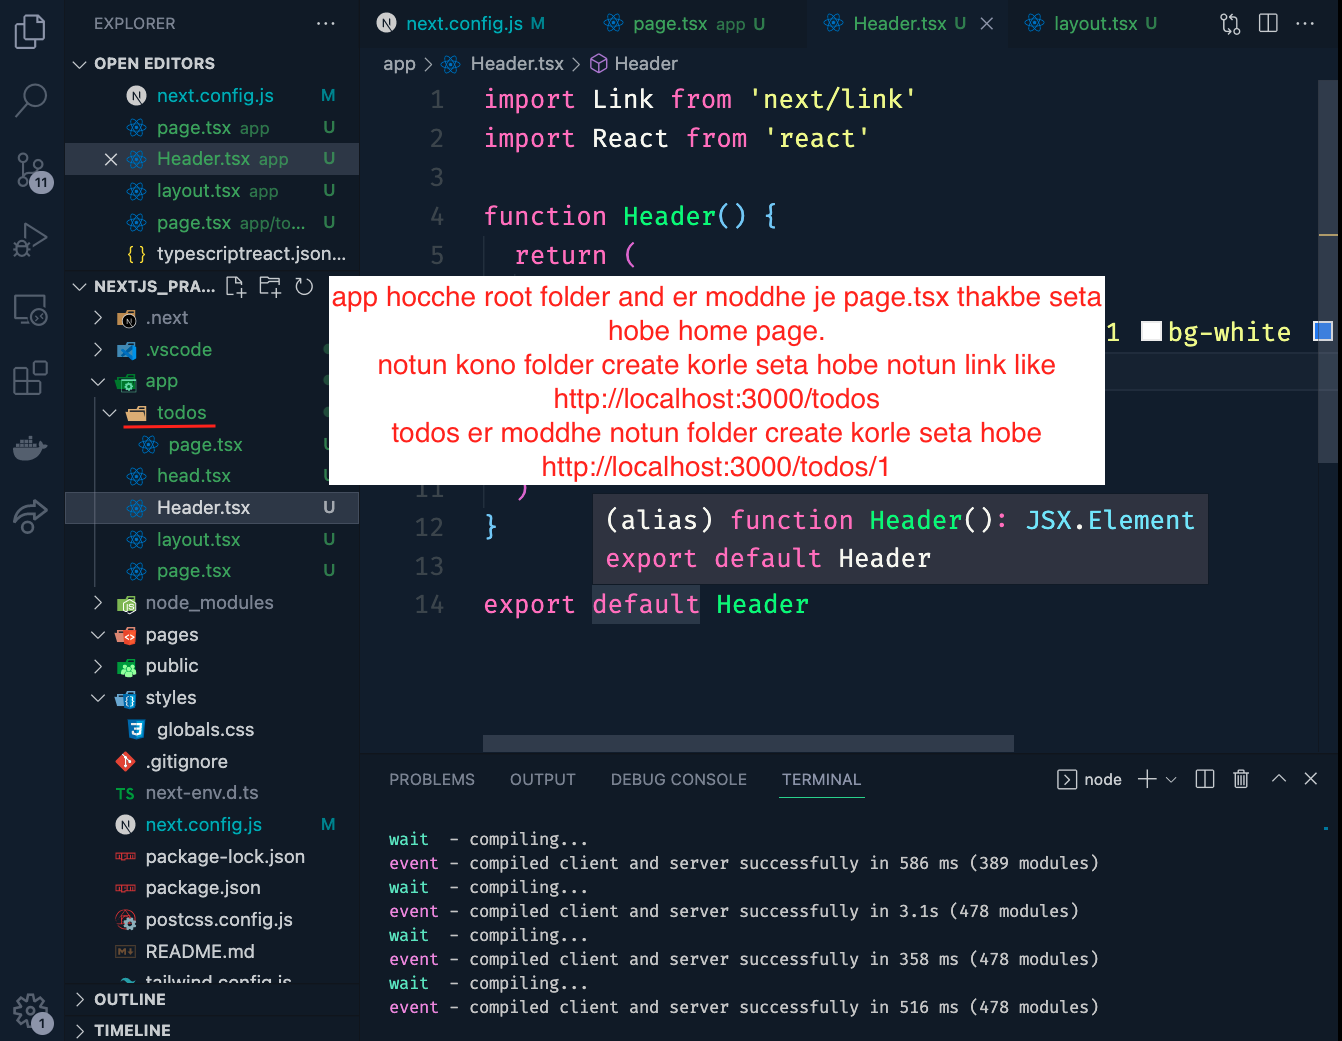 EXPLORER ...
next.config.js M
page.tsx app U
Header.tsx U
layout.tsx U
OPEN EDITORS
next.config.js M
page.tsx app U
Header.tsx app U
layout.tsx app U
page.tsx app/to... U
{ } typescriptreact.json...
11
app > Header.tsx > Header
1 import Link from 'next/link'
2 import React from 'react'
3
4 function Header() {
5 return (
1 bg-white
11 )
12 }
13
14 export default Header
app hocche root folder and er moddhe je page.tsx thakbe seta
hobe home page.
notun kono folder create korle seta hobe notun link like
http://localhost:3000/todos
todos er moddhe notun folder create korle seta hobe
http://localhost:3000/todos/1
(alias) function Header(): JSX.Element
export default Header
NEXTJS_PRA...
.next
.vscode
app
todos
page.tsx
head.tsx
Header.tsx U
layout.tsx U
page.tsx U
node_modules
pages
public
styles
globals.css
.gitignore
TS next-env.d.ts
next.config.js M
package-lock.json
package.json
postcss.config.js
README.md
tailwind.config.js
OUTLINE
TIMELINE
1
PROBLEMS OUTPUT DEBUG CONSOLE TERMINAL
node
wait - compiling...
event - compiled client and server successfully in 586 ms (389 modules)
wait - compiling...
event - compiled client and server successfully in 3.1s (478 modules)
wait - compiling...
event - compiled client and server successfully in 358 ms (478 modules)
wait - compiling...
event - compiled client and server successfully in 516 ms (478 modules)